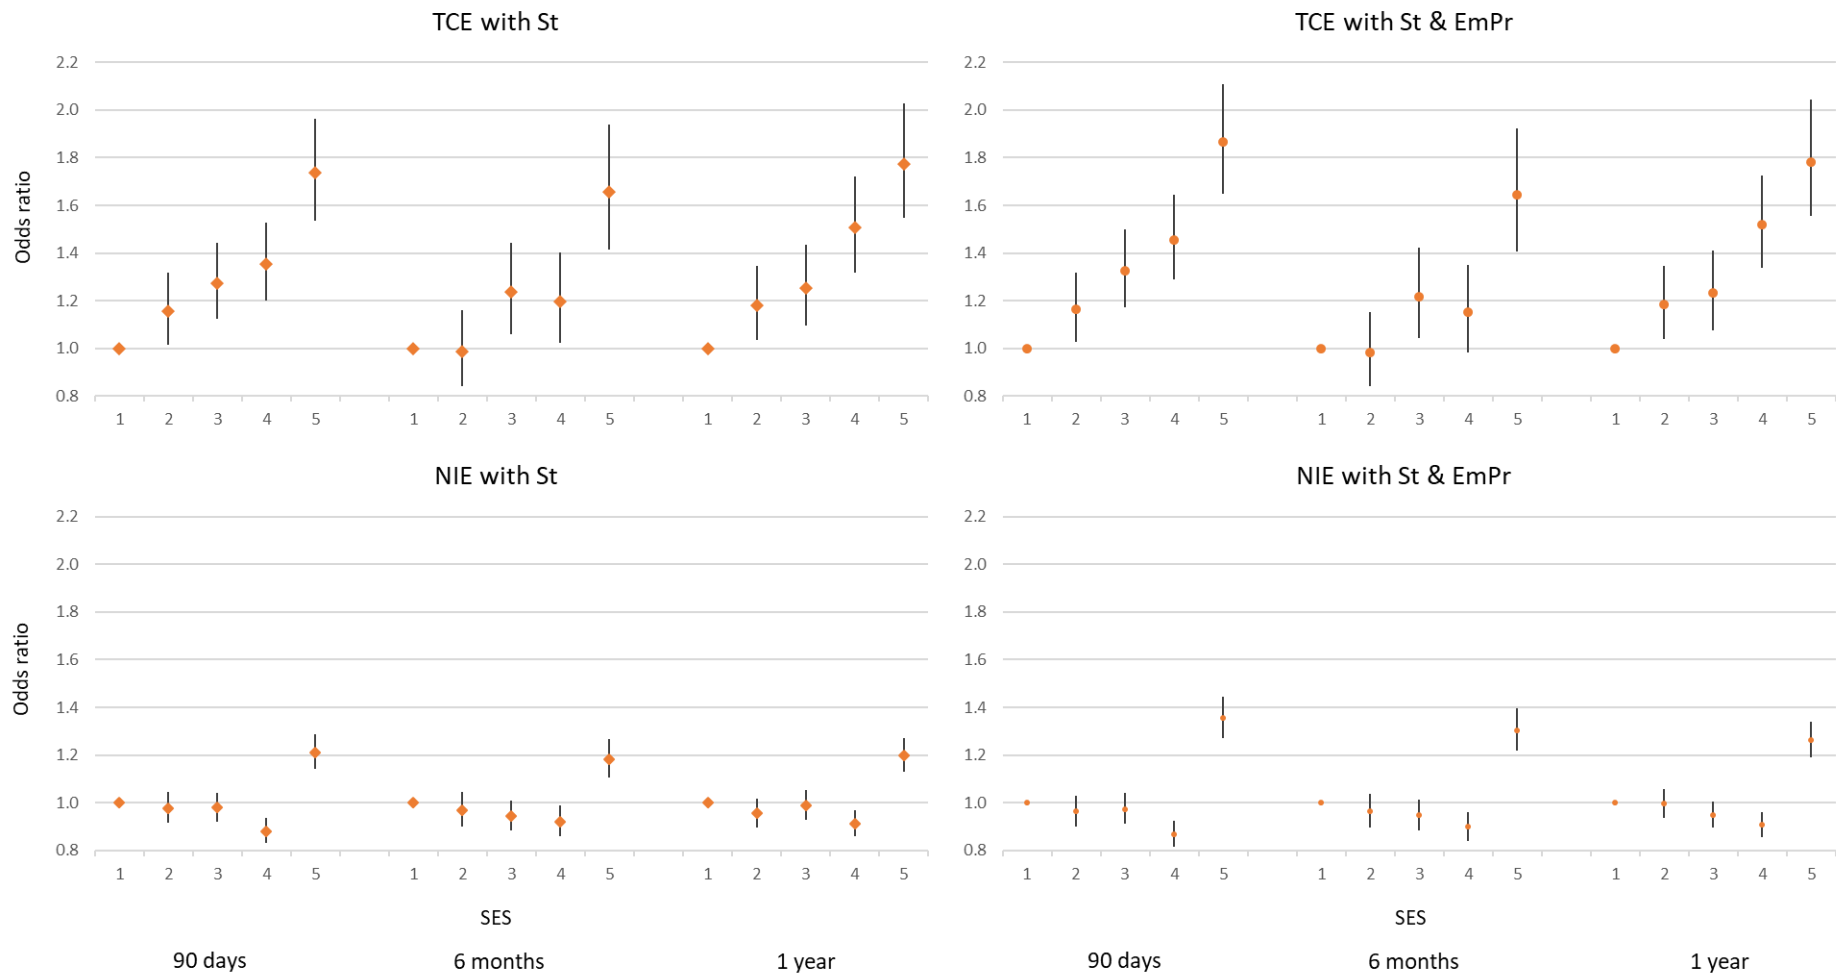 TCE with St
TCE with St & EmPr
Odds ratio
2.2
2.0
1.8
1.6
1.4
1.2
1.0
0.8
1 2 3 4 5 1 2 3 4 5 1 2 3 4 5
2.2
2.0
1.8
1.6
1.4
1.2
1.0
0.8
1 2 3 4 5 1 2 3 4 5 1 2 3 4 5
NIE with St
NIE with St & EmPr
Odds ratio
2.2
2.0
1.8
1.6
1.4
1.2
1.0
0.8
1 2 3 4 5 1 2 3 4 5 1 2 3 4 5
2.2
2.0
1.8
1.6
1.4
1.2
1.0
0.8
1 2 3 4 5 1 2 3 4 5 1 2 3 4 5
SES
SES
90 days 6 months 1 year
90 days 6 months 1 year